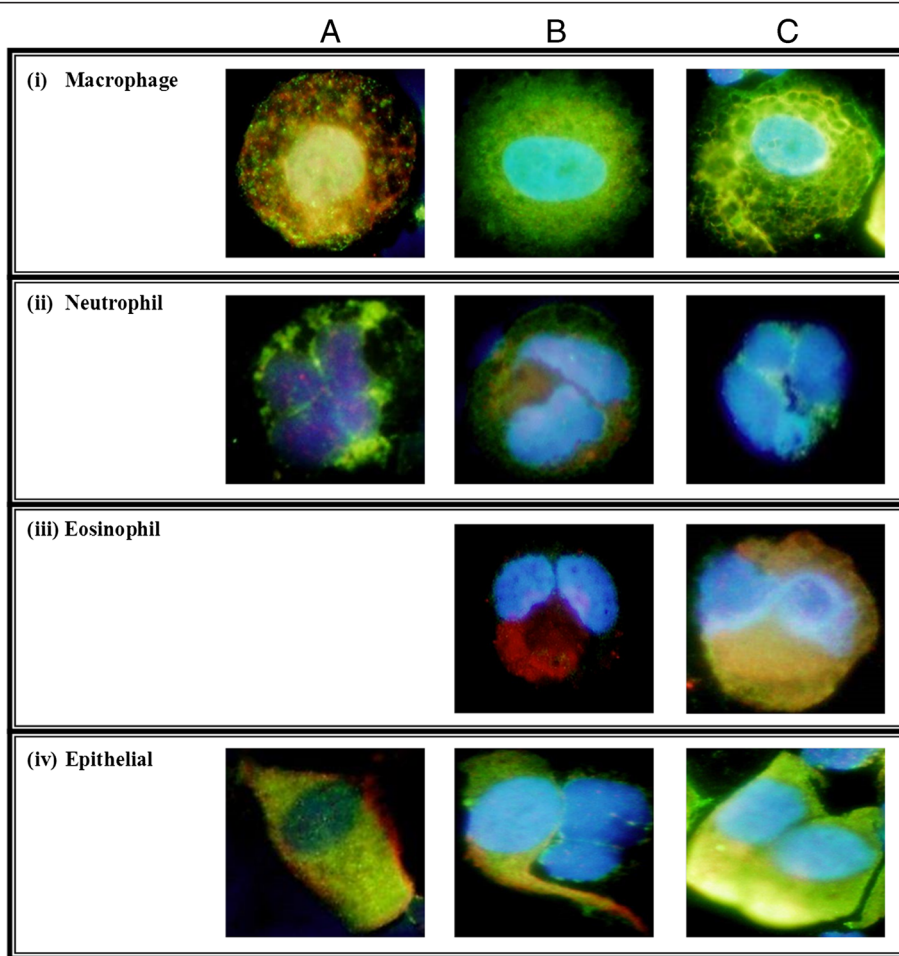 A B C
(i) Macrophage
(ii) Neutrophil
(iii) Eosinophil
(iv) Epithelial